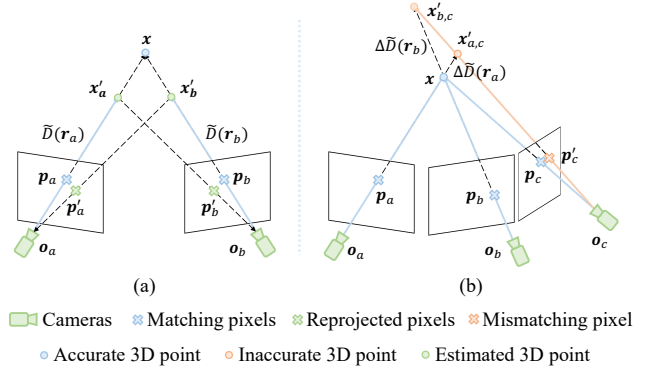 x
x'_a
x'_b
D̃(r_a)
D̃(r_b)
p_a
p'_a
p_b
p'_b
o_a
o_b
(a)
x'_{b,c}
ΔD̃(r_b)
x'_{a,c}
x
ΔD̃(r_a)
p_a
p_b
p_c
p'_c
o_a
o_b
o_c
(b)
Cameras Matching pixels Reprojected pixels Mismatching pixel
Accurate 3D point Inaccurate 3D point Estimated 3D point